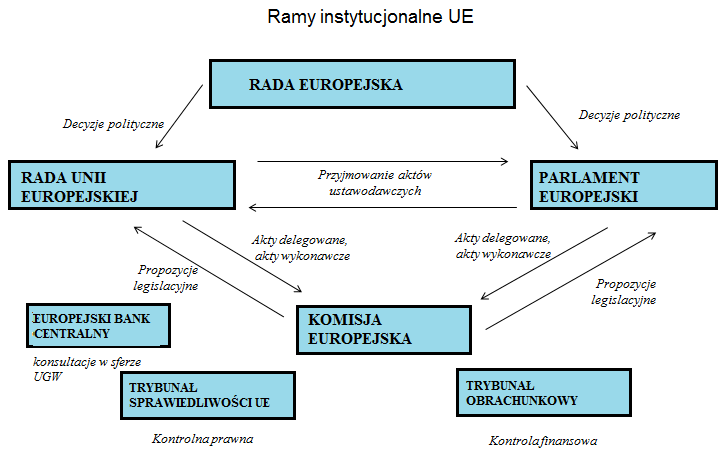 Ramy instytucjonalne UE
RADA EUROPEJSKA
Decyzje polityczne
Decyzje polityczne
RADA UNII
EUROPEJSKIEJ
Przyjmowanie aktów
ustawodawczych
PARLAMENT
EUROPEJSKI
Akty delegowane,
akty wykonawcze
Akty delegowane,
akty wykonawcze
Propozycje
legislacyjne
Propozycje
legislacyjne
EUROPEJSKI BANK
CENTRALNY
KOMISJA
EUROPEJSKA
konsultacje w sferze
UGW
TRYBUNAŁ
SPRAWIEDLIWOŚCI UE
TRYBUNAŁ
OBRACHUNKOWY
Kontrolna prawna
Kontrola finansowa